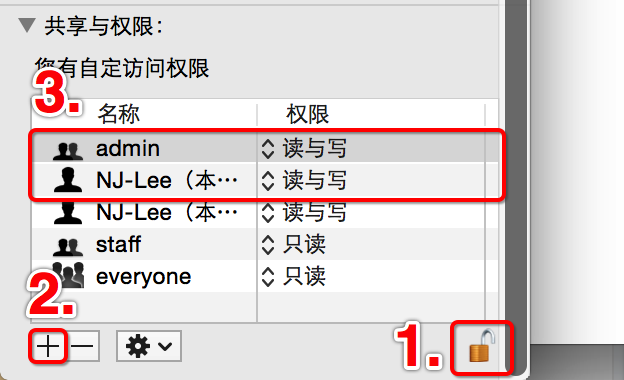 共享与权限：
您有自定访问权限
3.
名称 权限
admin 读与写
NJ-Lee（本… 读与写
NJ-Lee（本… 读与写
staff 只读
everyone 只读
2.
1.